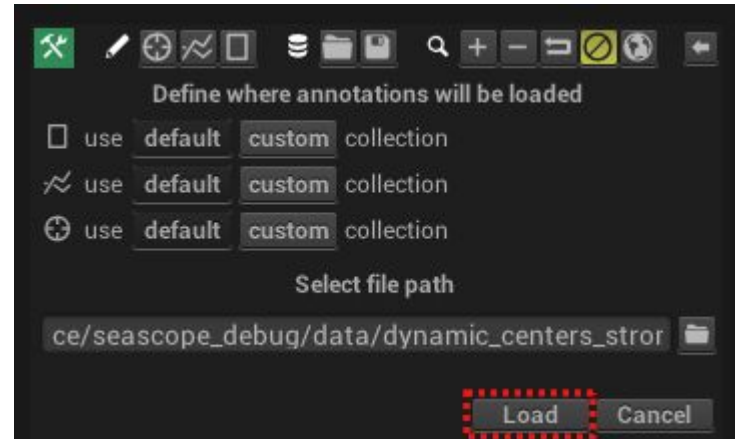 Define where annotations will be loaded
use default custom collection
use default custom collection
use default custom collection
Select file path
ce/seascope_debug/data/dynamic_centers_stror
Load Cancel